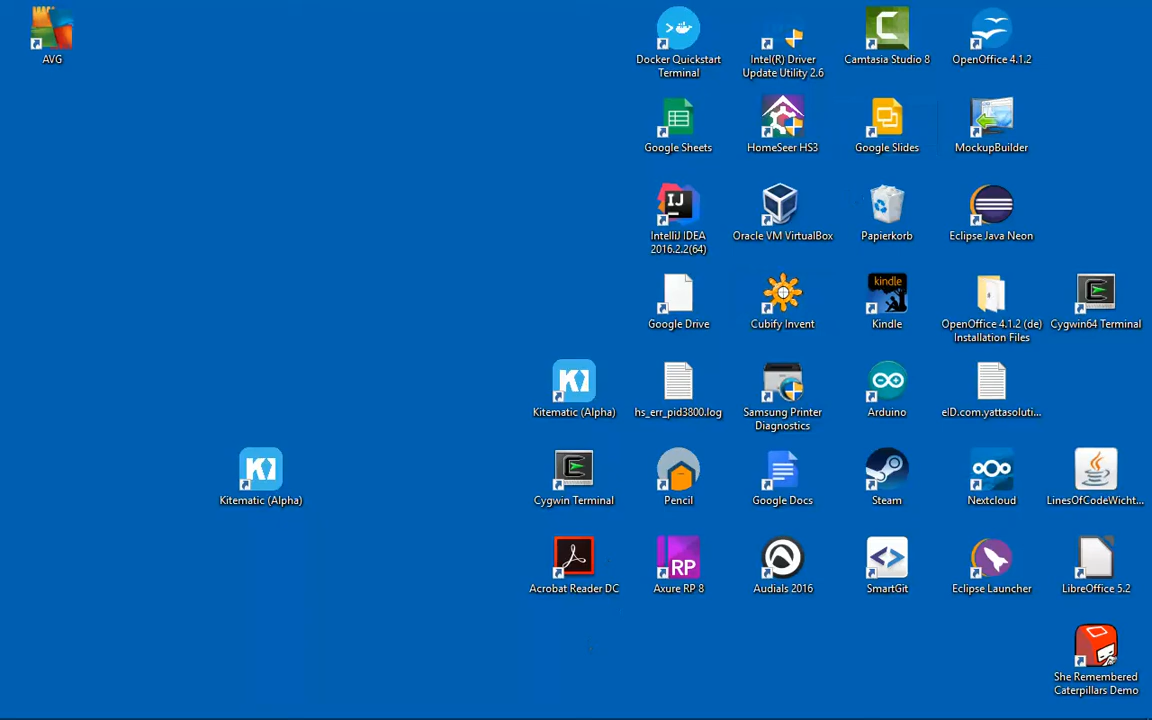 AVG
Docker Quickstart
Terminal
Intel(R) Driver
Update Utility 2.6
Camtasia Studio 8
OpenOffice 4.1.2
Google Sheets
HomeSeer HS3
Google Slides
MockupBuilder
IJ
IntelliJ IDEA
2016.2.2(64)
Oracle VM VirtualBox
Papierkorb
Eclipse Java Neon
Google Drive
Cubify Invent
kindle
Kindle
OpenOffice 4.1.2 (de)
Installation Files
Cygwin64 Terminal
Kitematic (Alpha)
hs_err_pid3800.log
Samsung Printer
Diagnostics
Arduino
eID.com.yattasoluti...
Kitematic (Alpha)
Cygwin Terminal
Pencil
Google Docs
Steam
Nextcloud
LinesOfCodeWicht...
Acrobat Reader DC
RP
Axure RP 8
Audials 2016
SmartGit
Eclipse Launcher
LibreOffice 5.2
She Remembered
Caterpillars Demo